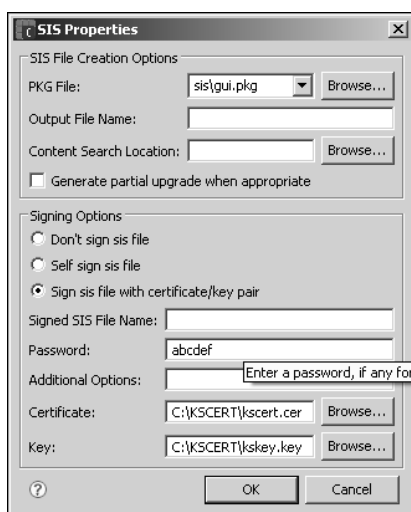 SIS Properties
SIS File Creation Options
PKG File: sis\gui.pkg Browse...
Output File Name:
Content Search Location: Browse...
Generate partial upgrade when appropriate
Signing Options
Don't sign sis file
Self sign sis file
Sign sis file with certificate/key pair
Signed SIS File Name:
Password: abcdef
Enter a password, if any for
Additional Options:
Certificate: C:\KSCERT\kscert.cer Browse...
Key: C:\KSCERT\kskey.key Browse...
? OK Cancel